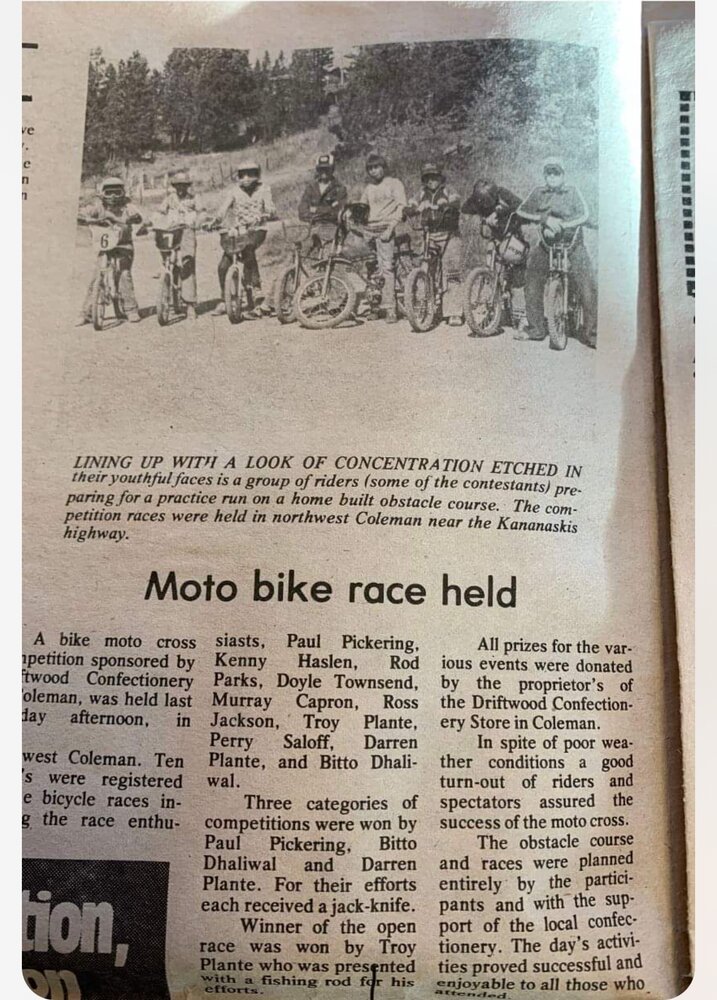 ve
y.
e
n
n
6
LINING UP WITH A LOOK OF CONCENTRATION ETCHED IN
their youthful faces is a group of riders (some of the contestants) pre-
paring for a practice run on a home built obstacle course. The com-
petition races were held in northwest Coleman near the Kananaskis
highway.
Moto bike race held
A bike moto cross
mpetition sponsored by
ftwood Confectionery
Coleman, was held last
day afternoon, in
west Coleman. Ten
's were registered
e bicycle races in-
g the race enthu-
siasts, Paul Pickering,
Kenny Haslen, Rod
Parks, Doyle Townsend,
Murray Capron, Ross
Jackson, Troy Plante,
Perry Saloff, Darren
Plante, and Bitto Dhali-
wal.
Three categories of
competitions were won by
Paul Pickering, Bitto
Dhaliwal and Darren
Plante. For their efforts
each received a jack-knife.
Winner of the open
race was won by Troy
Plante who was presented
with a fishing rod for his
efforts.
All prizes for the var-
ious events were donated
by the proprietor's of
the Driftwood Confection-
ery Store in Coleman.
In spite of poor wea-
ther conditions a good
turn-out of riders and
spectators assured the
success of the moto cross.
The obstacle course
and races were planned
entirely by the partici-
pants and with the sup-
port of the local confec-
tionery. The day's activi-
ties proved successful and
enjoyable to all those who
attended.
tion,
on